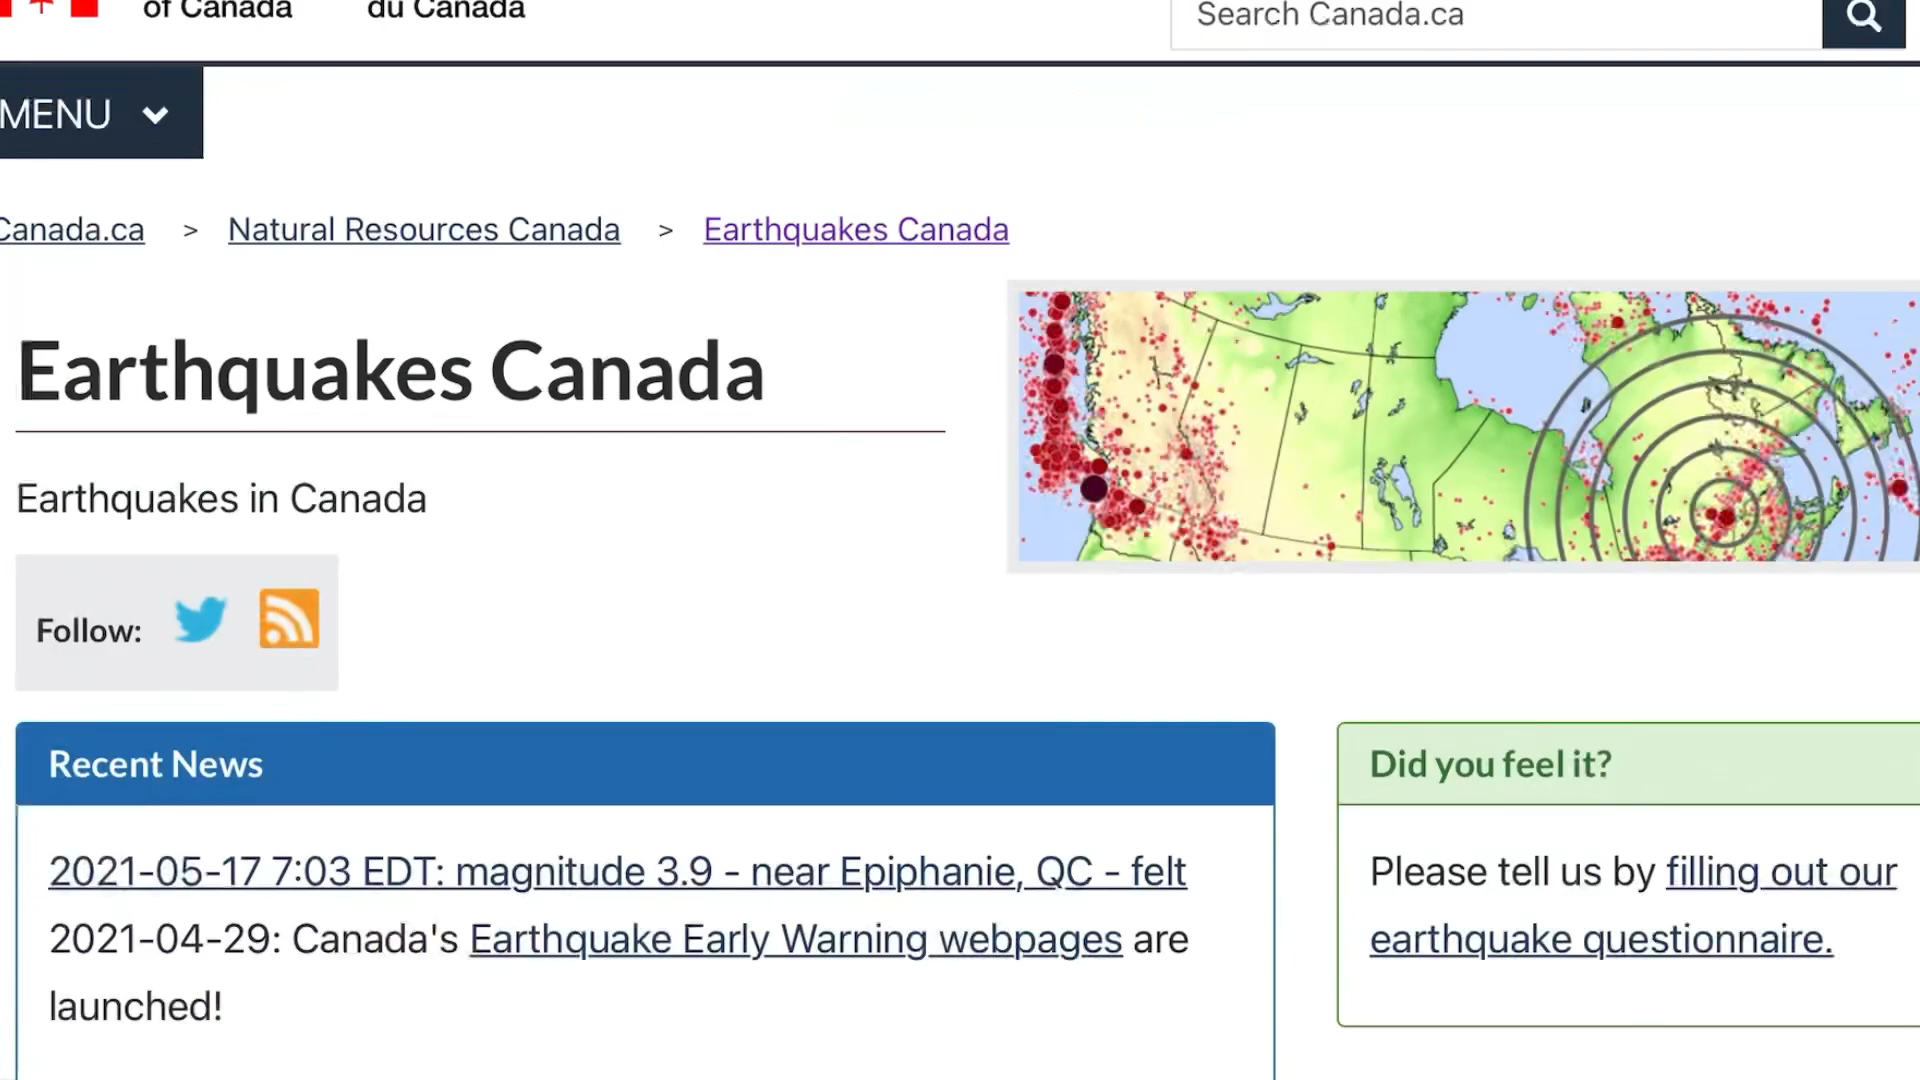 of Canada du Canada
Search Canada.ca
MENU
Canada.ca > Natural Resources Canada > Earthquakes Canada
Earthquakes Canada
Earthquakes in Canada
Follow:
Recent News
2021-05-17 7:03 EDT: magnitude 3.9 - near Epiphanie, QC - felt
2021-04-29: Canada's Earthquake Early Warning webpages are
launched!
Did you feel it?
Please tell us by filling out our
earthquake questionnaire.